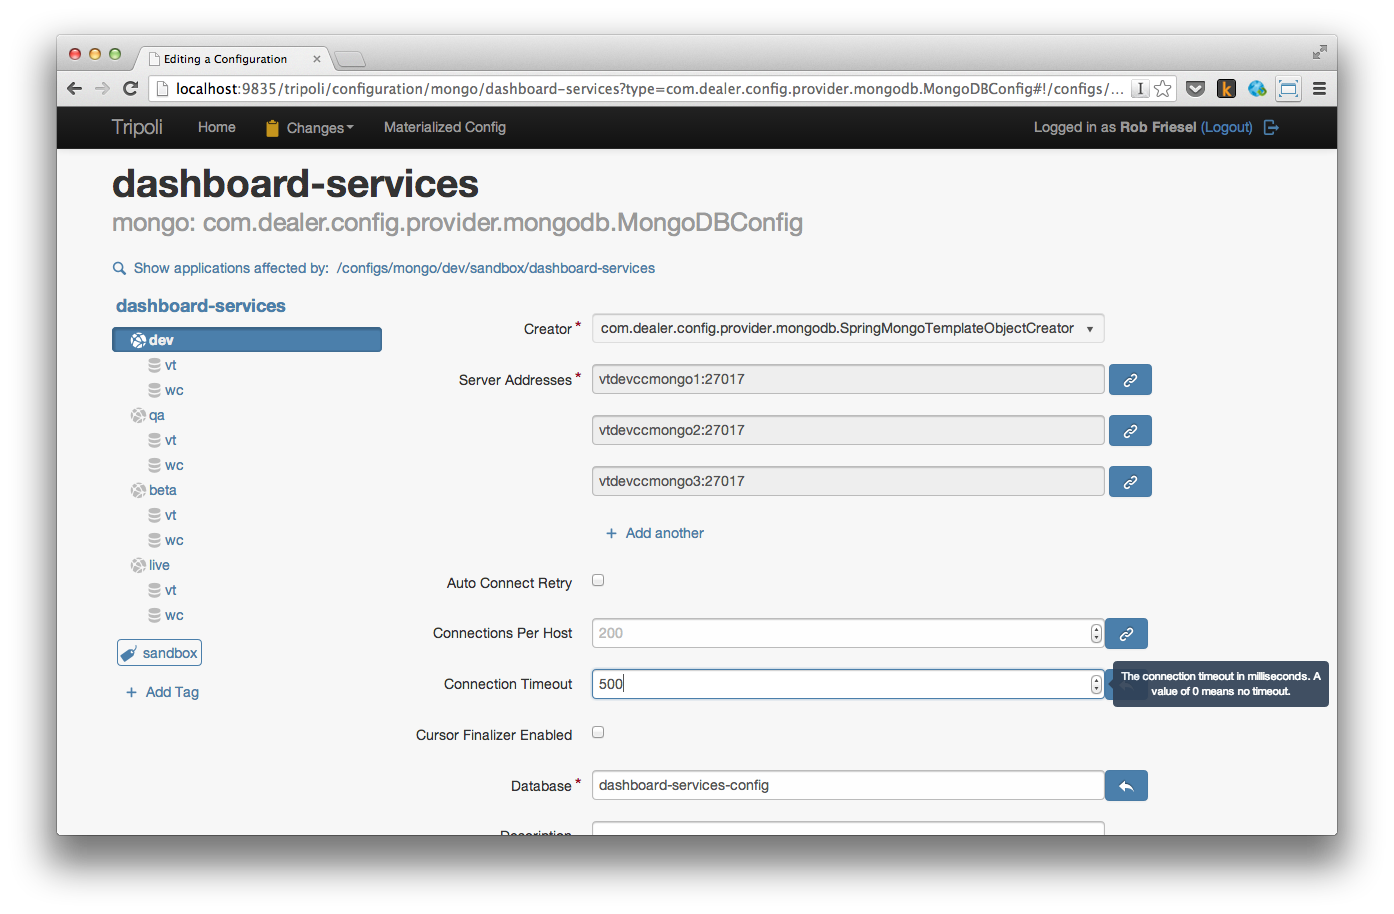 Editing a Configuration
localhost:9835/tripoli/configuration/mongo/dashboard-services?type=com.dealer.config.provider.mongodb.MongoDBConfig#!/configs/...
Tripoli Home Changes Materialized Config Logged in as Rob Friesel (Logout)
dashboard-services
mongo: com.dealer.config.provider.mongodb.MongoDBConfig
Show applications affected by: /configs/mongo/dev/sandbox/dashboard-services
dashboard-services
dev
vt
wc
qa
vt
wc
beta
vt
wc
live
vt
wc
sandbox
+ Add Tag
Creator * com.dealer.config.provider.mongodb.SpringMongoTemplateObjectCreator
Server Addresses * vtdevccmongo1:27017
vtdevccmongo2:27017
vtdevccmongo3:27017
+ Add another
Auto Connect Retry
Connections Per Host 200
Connection Timeout 500
The connection timeout in milliseconds. A
value of 0 means no timeout.
Cursor Finalizer Enabled
Database * dashboard-services-config
Description